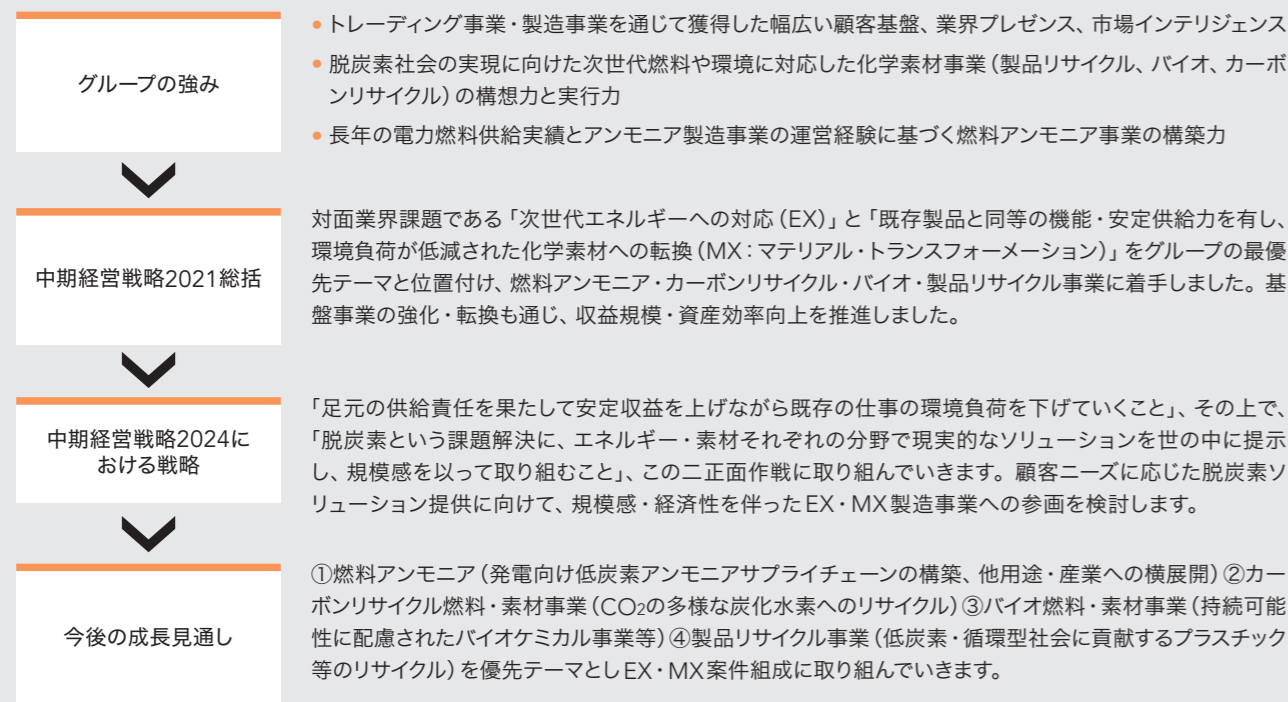 グループの強み
● トレーディング事業・製造事業を通じて獲得した幅広い顧客基盤、業界プレゼンス、市場インテリジェンス
● 脱炭素社会の実現に向けた次世代燃料や環境に対応した化学素材事業（製品リサイクル、バイオ、カーボ
ンリサイクル）の構想力と実行力
● 長年の電力燃料供給実績とアンモニア製造事業の運営経験に基づく燃料アンモニア事業の構築力
中期経営戦略2021総括
対面業界課題である「次世代エネルギーへの対応（EX）」と「既存製品と同等の機能・安定供給力を有し、
環境負荷が低減された化学素材への転換（MX：マテリアル・トランスフォーメーション）」をグループの最優
先テーマと位置付け、燃料アンモニア・カーボンリサイクル・バイオ・製品リサイクル事業に着手しました。基
盤事業の強化・転換も通じ、収益規模・資産効率向上を推進しました。
中期経営戦略2024に
おける戦略
「足元の供給責任を果たして安定収益を上げながら既存の仕事の環境負荷を下げていくこと」、その上で、
「脱炭素という課題解決に、エネルギー・素材それぞれの分野で現実的なソリューションを世の中に提示
し、規模感を以って取り組むこと」、この二正面作戦に取り組んでいきます。顧客ニーズに応じた脱炭素ソ
リューション提供に向けて、規模感・経済性を伴ったEX・MX製造事業への参画を検討します。
今後の成長見通し
①燃料アンモニア（発電向け低炭素アンモニアサプライチェーンの構築、他用途・産業への横展開）②カー
ボンリサイクル燃料・素材事業（CO₂の多様な炭化水素へのリサイクル）③バイオ燃料・素材事業（持続可能
性に配慮されたバイオケミカル事業等）④製品リサイクル事業（低炭素・循環型社会に貢献するプラスチック
等のリサイクル）を優先テーマとしEX・MX案件組成に取り組んでいきます。